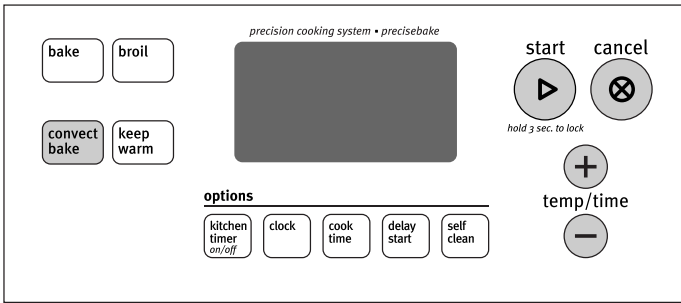 precision cooking system • precisebake
bake
broil
start
cancel
hold 3 sec. to lock
convect
bake
keep
warm
temp/time
options
kitchen
timer
on/off
clock
cook
time
delay
start
self
clean